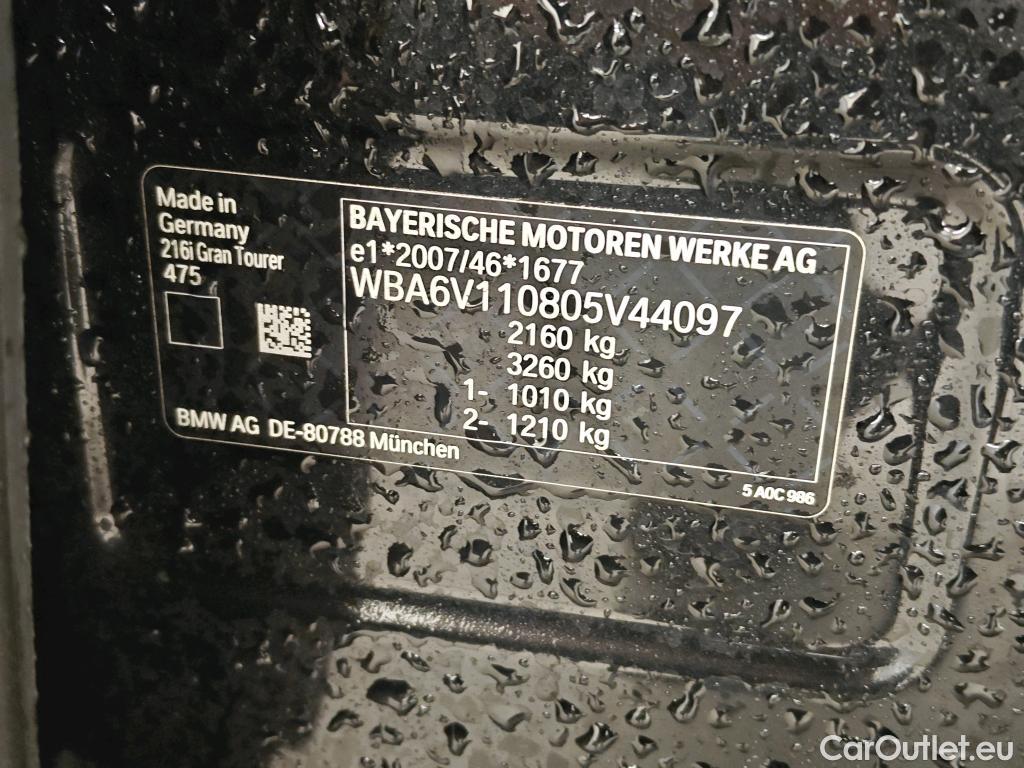 Made in
Germany
216i Gran Tourer
475
BMW AG DE-80788 München
BAYERISCHE MOTOREN WERKE AG
e1*2007/46*1677
WBA6V110805V44097
2160 kg
3260 kg
1- 1010 kg
2- 1210 kg
5 A0C 986
CarOutlet.eu